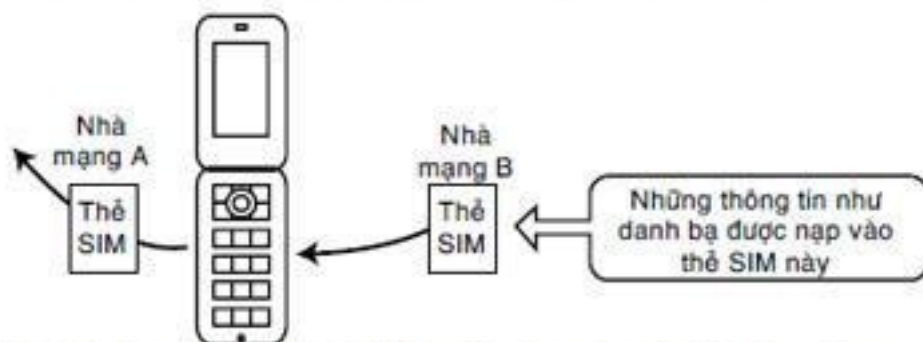 Nhà
mạng A
Thẻ
SIM
Nhà
mạng B
Thẻ
SIM
Những thông tin như
danh bạ được nạp vào
thẻ SIM này